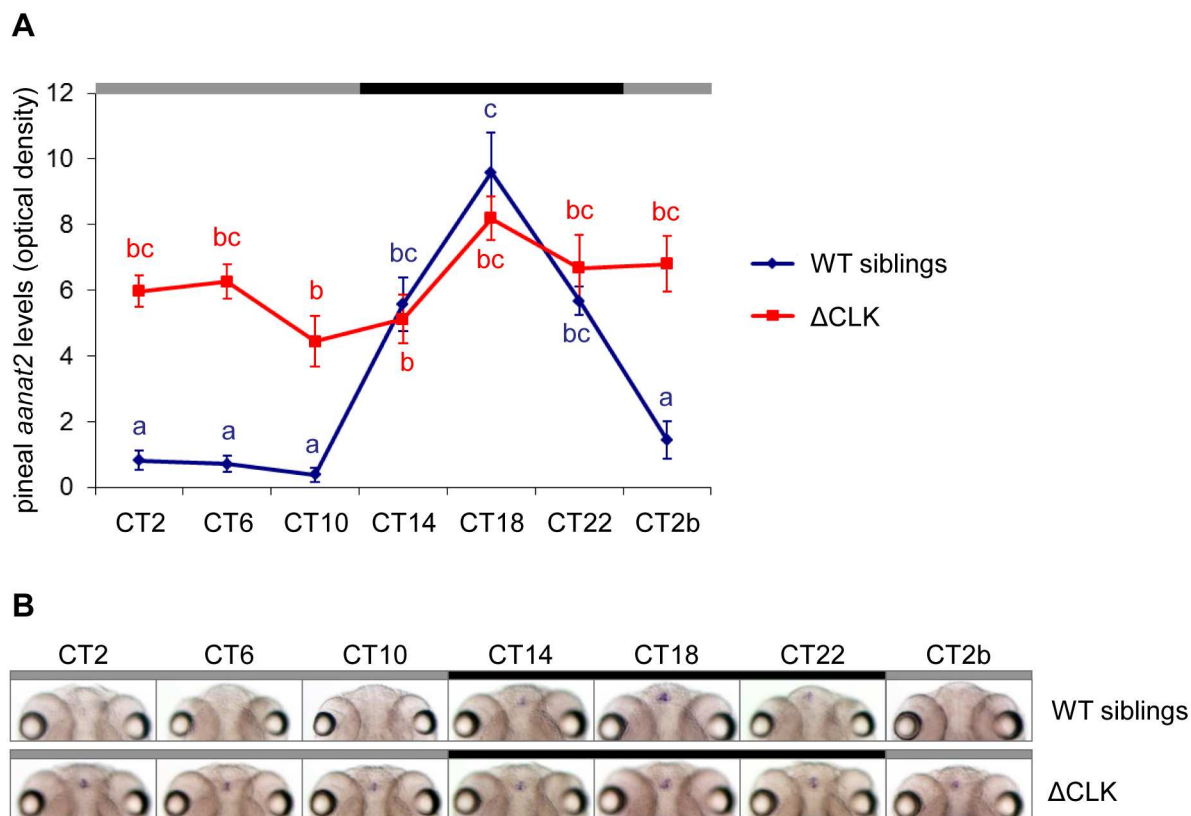 A
pineal aanat2 levels (optical density)
12
10
8
6
4
2
0
bc
bc
b
b
bc
bc
bc
a
a
a
bc
c
bc
a
CT2 CT6 CT10 CT14 CT18 CT22 CT2b
WT siblings
ΔCLK
B
CT2 CT6 CT10 CT14 CT18 CT22 CT2b
WT siblings
ΔCLK